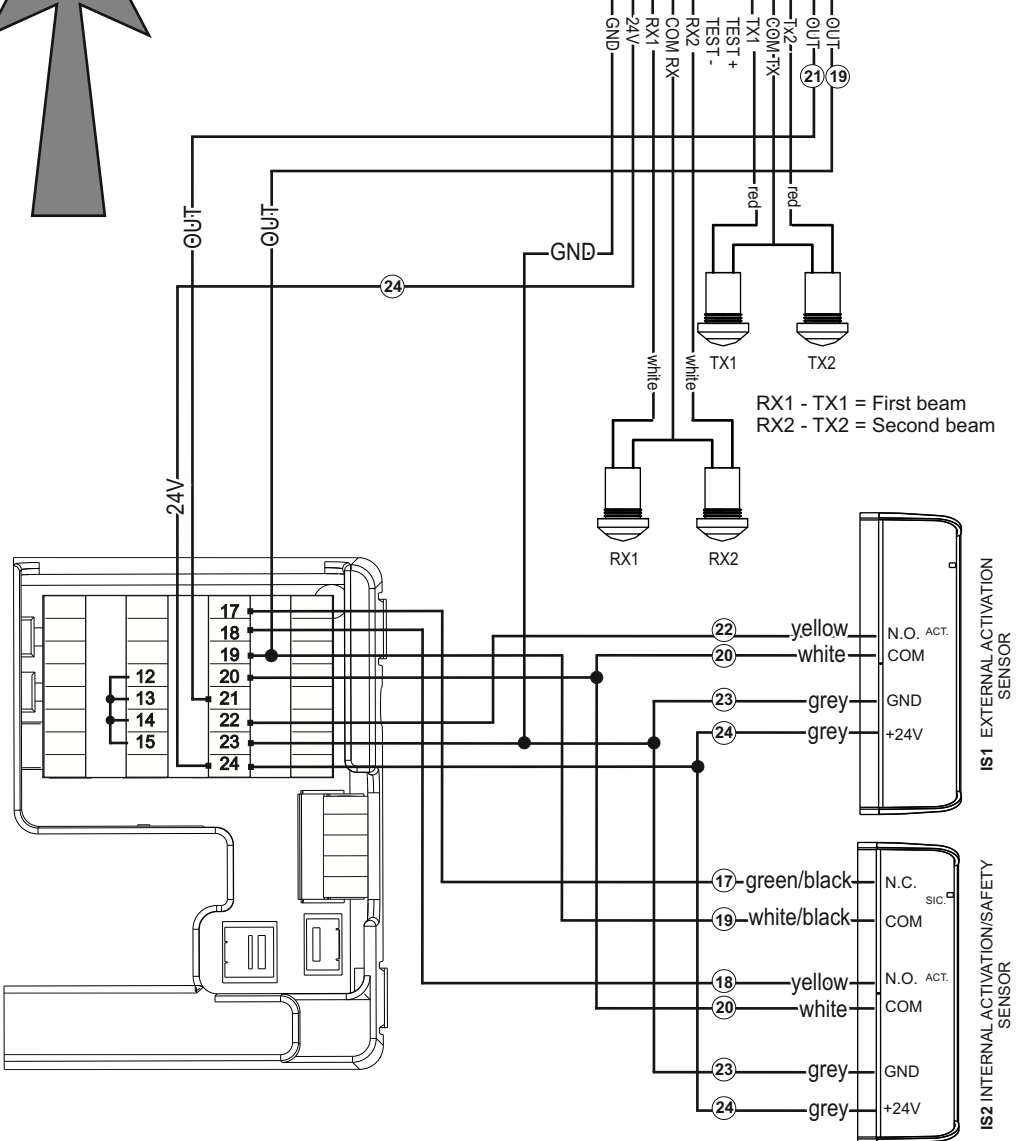 GND
24V
RX1
COM RX
RX2
TEST -
TEST +
TX1
COM TX
Tx2
OUT
OUT
21
19
OUT
OUT
red
red
GND
24
TX1
TX2
white
white
RX1 - TX1 = First beam
RX2 - TX2 = Second beam
24V
RX1
RX2
17
18
19
20
21
22
23
24
12
13
14
15
22 yellow N.O. ACT.
20 white COM
23 grey GND
24 grey +24V
IS1 EXTERNAL ACTIVATION
SENSOR
17 green/black N.C.
SIC.
19 white/black COM
18 yellow N.O. ACT.
20 white COM
23 grey GND
24 grey +24V
IS2 INTERNAL ACTIVATION/SAFETY
SENSOR